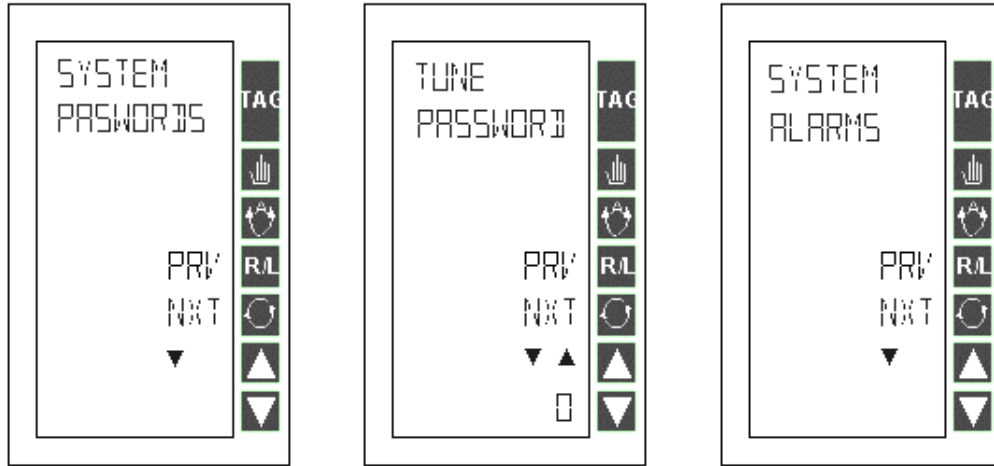 SYSTEM
PASWORDS
TAG
PRV
R/L
NXT
TUNE
PASSWORD
TAG
PRV
R/L
NXT
0
SYSTEM
ALARMS
TAG
PRV
R/L
NXT